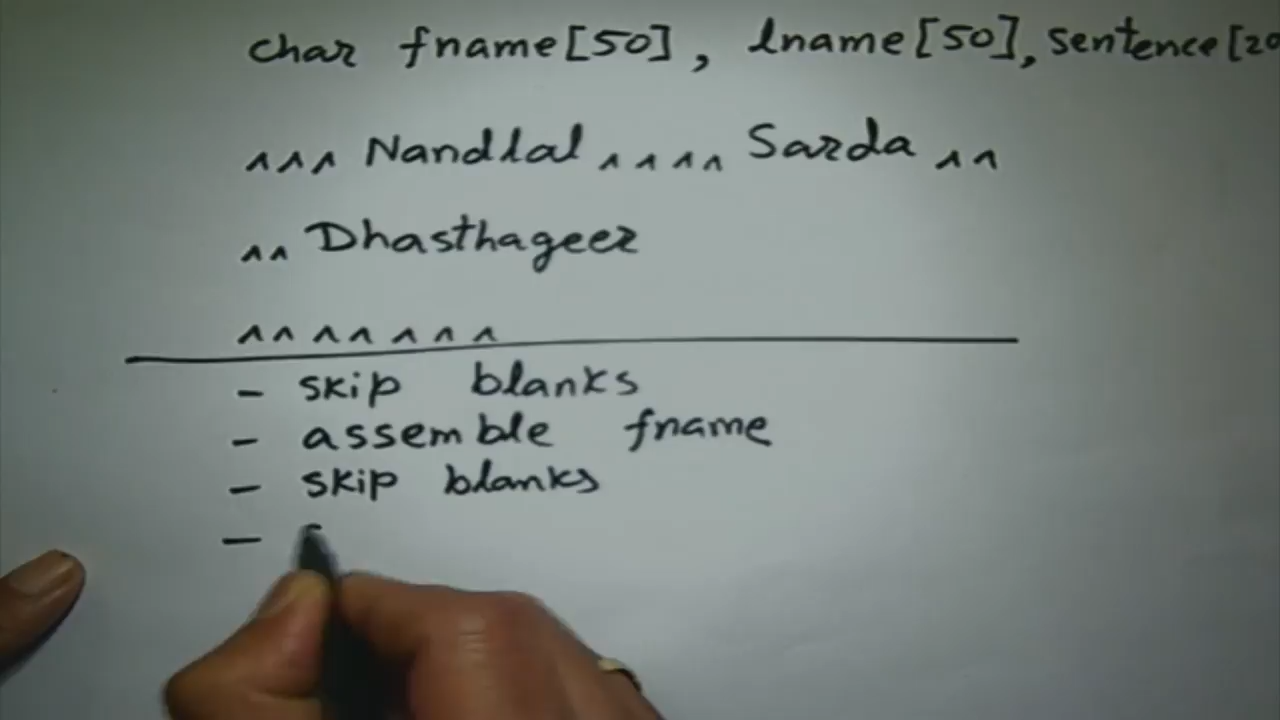 char fname[50], lname[50], sentence[20
^^^ Nandlal ^^^^ Sarda ^^
^^ Dhasthageer
^^^^^^^
- skip blanks
- assemble fname
- skip blanks
-